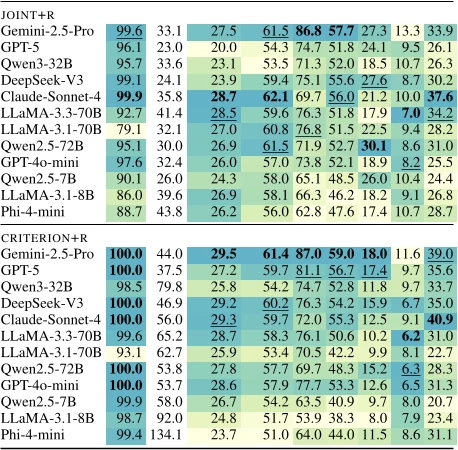 JOINT+R
Gemini-2.5-Pro 99.6 33.1 27.5 61.5 86.8 57.7 27.3 13.3 33.9
GPT-5 96.1 23.0 20.0 54.3 74.7 51.8 24.1 9.5 26.1
Qwen3-32B 95.7 33.6 23.1 53.5 71.3 52.0 18.5 10.7 26.3
DeepSeek-V3 99.1 24.1 23.9 59.4 75.1 55.6 27.6 8.7 30.2
Claude-Sonnet-4 99.9 35.8 28.7 62.1 69.7 56.0 21.2 10.0 37.6
LLaMA-3.3-70B 92.7 41.4 28.5 59.6 76.3 51.8 17.9 7.0 34.2
LLaMA-3.1-70B 79.1 32.1 27.0 60.8 76.8 51.5 22.5 9.4 28.2
Qwen2.5-72B 95.1 30.0 26.9 61.5 71.9 52.7 30.1 8.6 31.0
GPT-4o-mini 97.6 32.4 26.0 57.0 73.8 52.1 18.9 8.2 25.5
Qwen2.5-7B 90.1 26.0 24.3 58.0 65.1 48.5 26.0 10.4 24.4
LLaMA-3.1-8B 86.0 39.6 26.9 58.1 66.3 46.2 18.2 9.1 26.8
Phi-4-mini 88.7 43.8 26.2 56.0 62.8 47.6 17.4 10.7 28.7
CRITERION+R
Gemini-2.5-Pro 100.0 44.0 29.5 61.4 87.0 59.0 18.0 11.6 39.0
GPT-5 100.0 37.5 27.2 59.7 81.1 56.7 17.4 9.7 35.6
Qwen3-32B 98.5 79.8 25.8 54.2 74.7 52.8 11.8 9.7 33.7
DeepSeek-V3 100.0 46.9 29.2 60.2 76.3 54.2 15.9 6.7 35.0
Claude-Sonnet-4 100.0 56.0 29.3 59.7 72.0 55.3 12.5 9.1 40.9
LLaMA-3.3-70B 99.6 65.2 28.7 58.3 76.1 50.6 10.2 6.2 31.0
LLaMA-3.1-70B 93.1 62.7 25.9 53.4 70.5 42.2 9.9 8.1 22.7
Qwen2.5-72B 100.0 53.8 27.8 57.7 69.7 48.3 15.2 6.3 28.3
GPT-4o-mini 100.0 53.7 28.6 57.9 77.7 53.3 12.6 6.5 31.3
Qwen2.5-7B 99.9 58.0 26.7 54.2 63.5 40.9 9.7 8.0 20.7
LLaMA-3.1-8B 98.7 92.0 24.8 51.7 53.9 38.3 8.0 7.9 23.4
Phi-4-mini 99.4 134.1 23.7 51.0 64.0 44.0 11.5 8.6 31.1